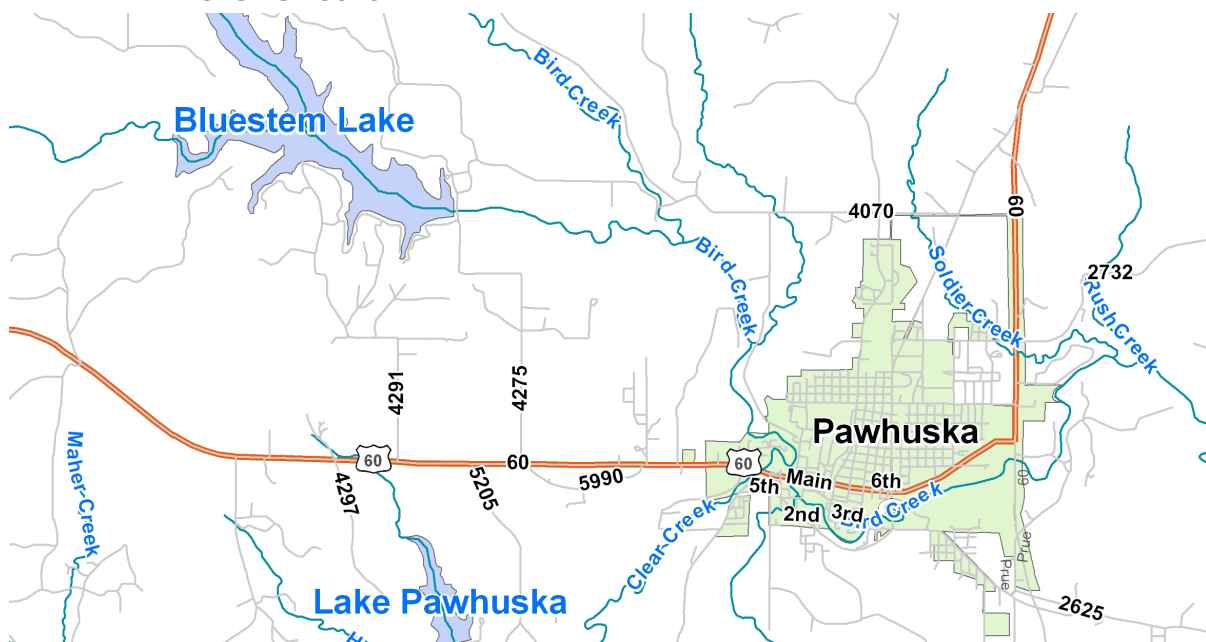 Bird Creek
Bluestem Lake
4070
60
Bird Creek
Soldier Creek
2732
Rush Creek
4291
4275
Pawhuska
Maher Creek
60
60
60
4297
5205
5990
5th
Main
6th
60
2nd
3rd
Bird Creek
Clear Creek
Prue
Prue
Lake Pawhuska
2625